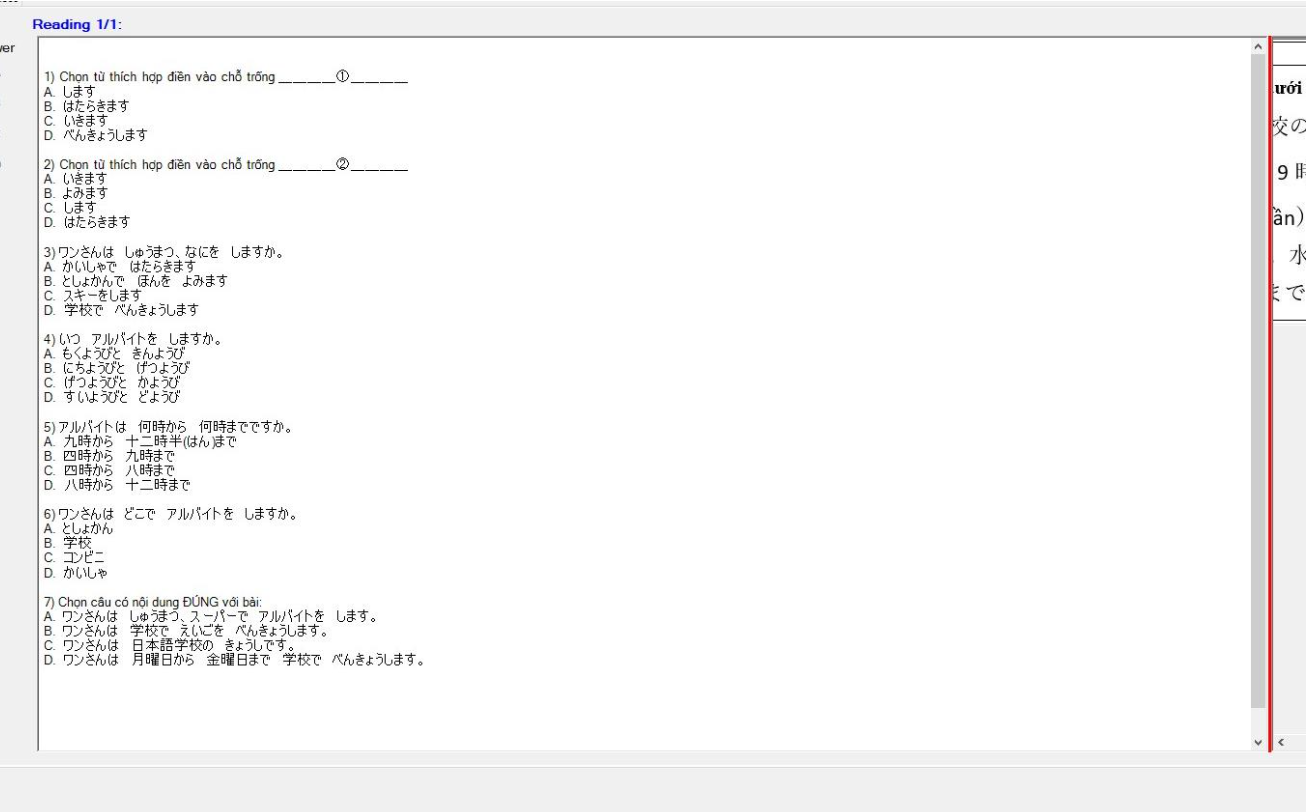 Reading 1/1:
1) Chọn từ thích hợp điền vào chỗ trống ________①________
A. します
B. はたらきます
C. いきます
D. べんきょうします
2) Chọn từ thích hợp điền vào chỗ trống ________②________
A. いきます
B. よみます
C. します
D. はたらきます
3) ワンさんは しゅうまつ、なにを しますか。
A. かいしゃで はたらきます
B. としょかんで ほんを よみます
C. スキーをします
D. 学校で べんきょうします
4) いつ アルバイトを しますか。
A. もくようびと きんようび
B. にちようびと げつようび
C. げつようびと かようび
D. すいようびと どようび
5) アルバイトは 何時から 何時までですか。
A. 九時から 十二時半(はん)まで
B. 四時から 九時まで
C. 四時から 八時まで
D. 八時から 十二時まで
6) ワンさんは どこで アルバイトを しますか。
A. としょかん
B. 学校
C. コンビニ
D. かいしゃ
7) Chọn câu có nội dung ĐÚNG với bài:
A. ワンさんは しゅうまつ、スーパーで アルバイトを します。
B. ワンさんは 学校で えいごを べんきょうします。
C. ワンさんは 日本語学校の きょうしです。
D. ワンさんは 月曜日から 金曜日まで 学校で べんきょうします。
ưới
校の
9 時
ần)
水
まで